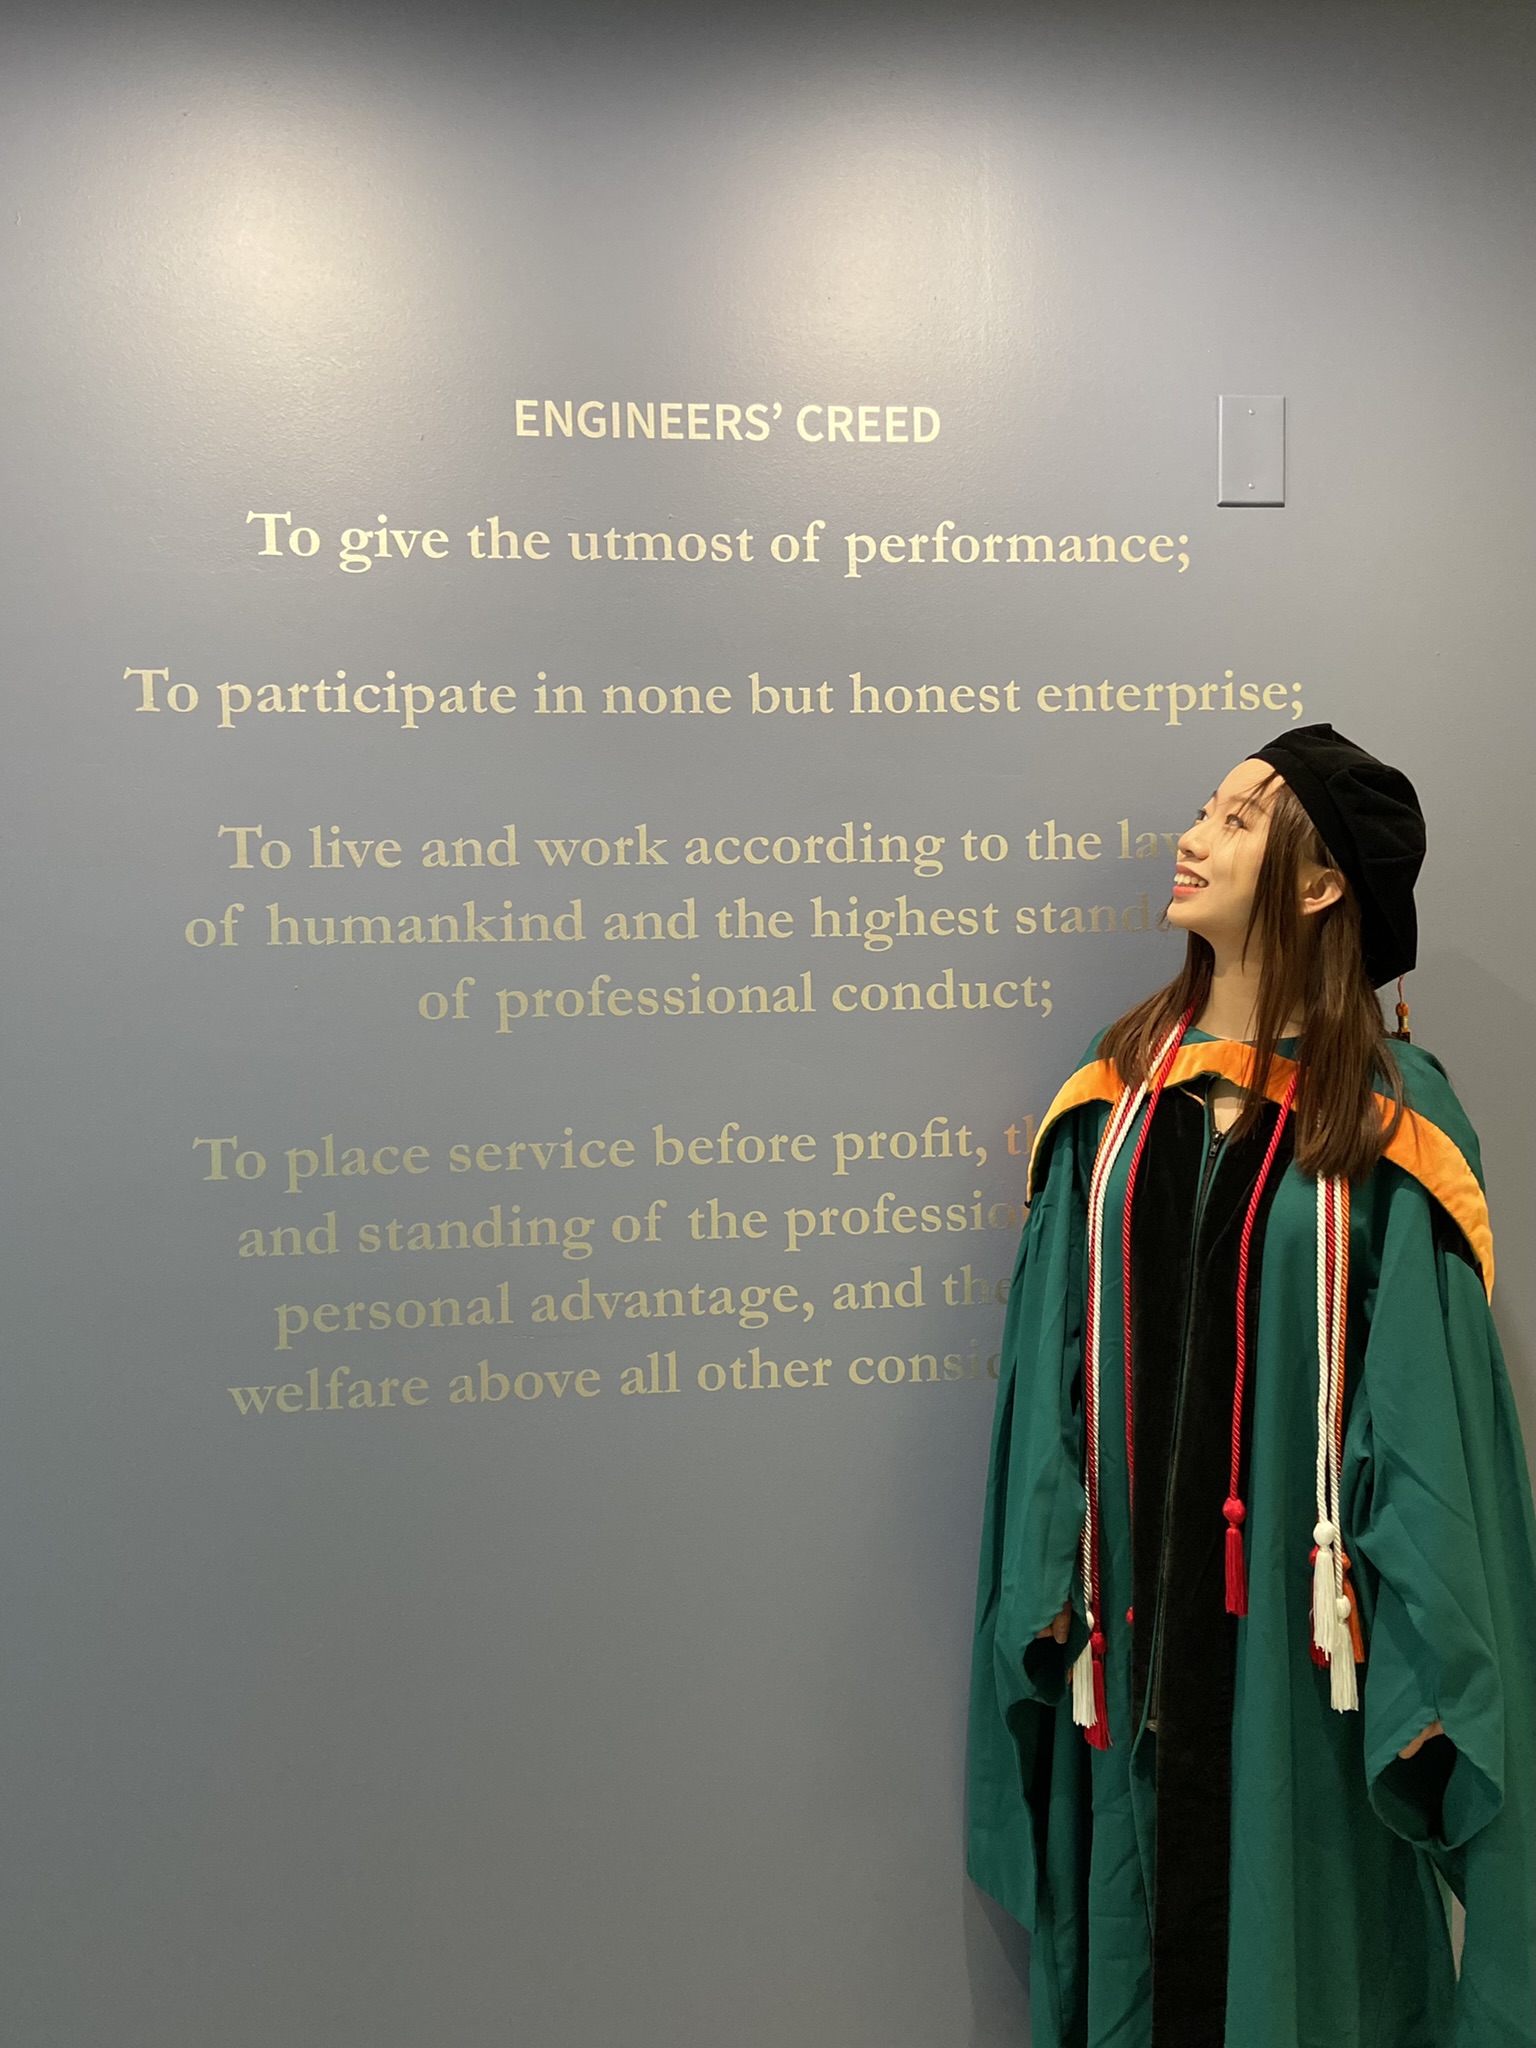 ENGINEERS’ CREED
To give the utmost of performance;
To participate in none but honest enterprise;
To live and work according to the
of humankind and the highest
of professional conduct;
To place service before profit,
and standing of the
personal advantage, and
welfare above all other